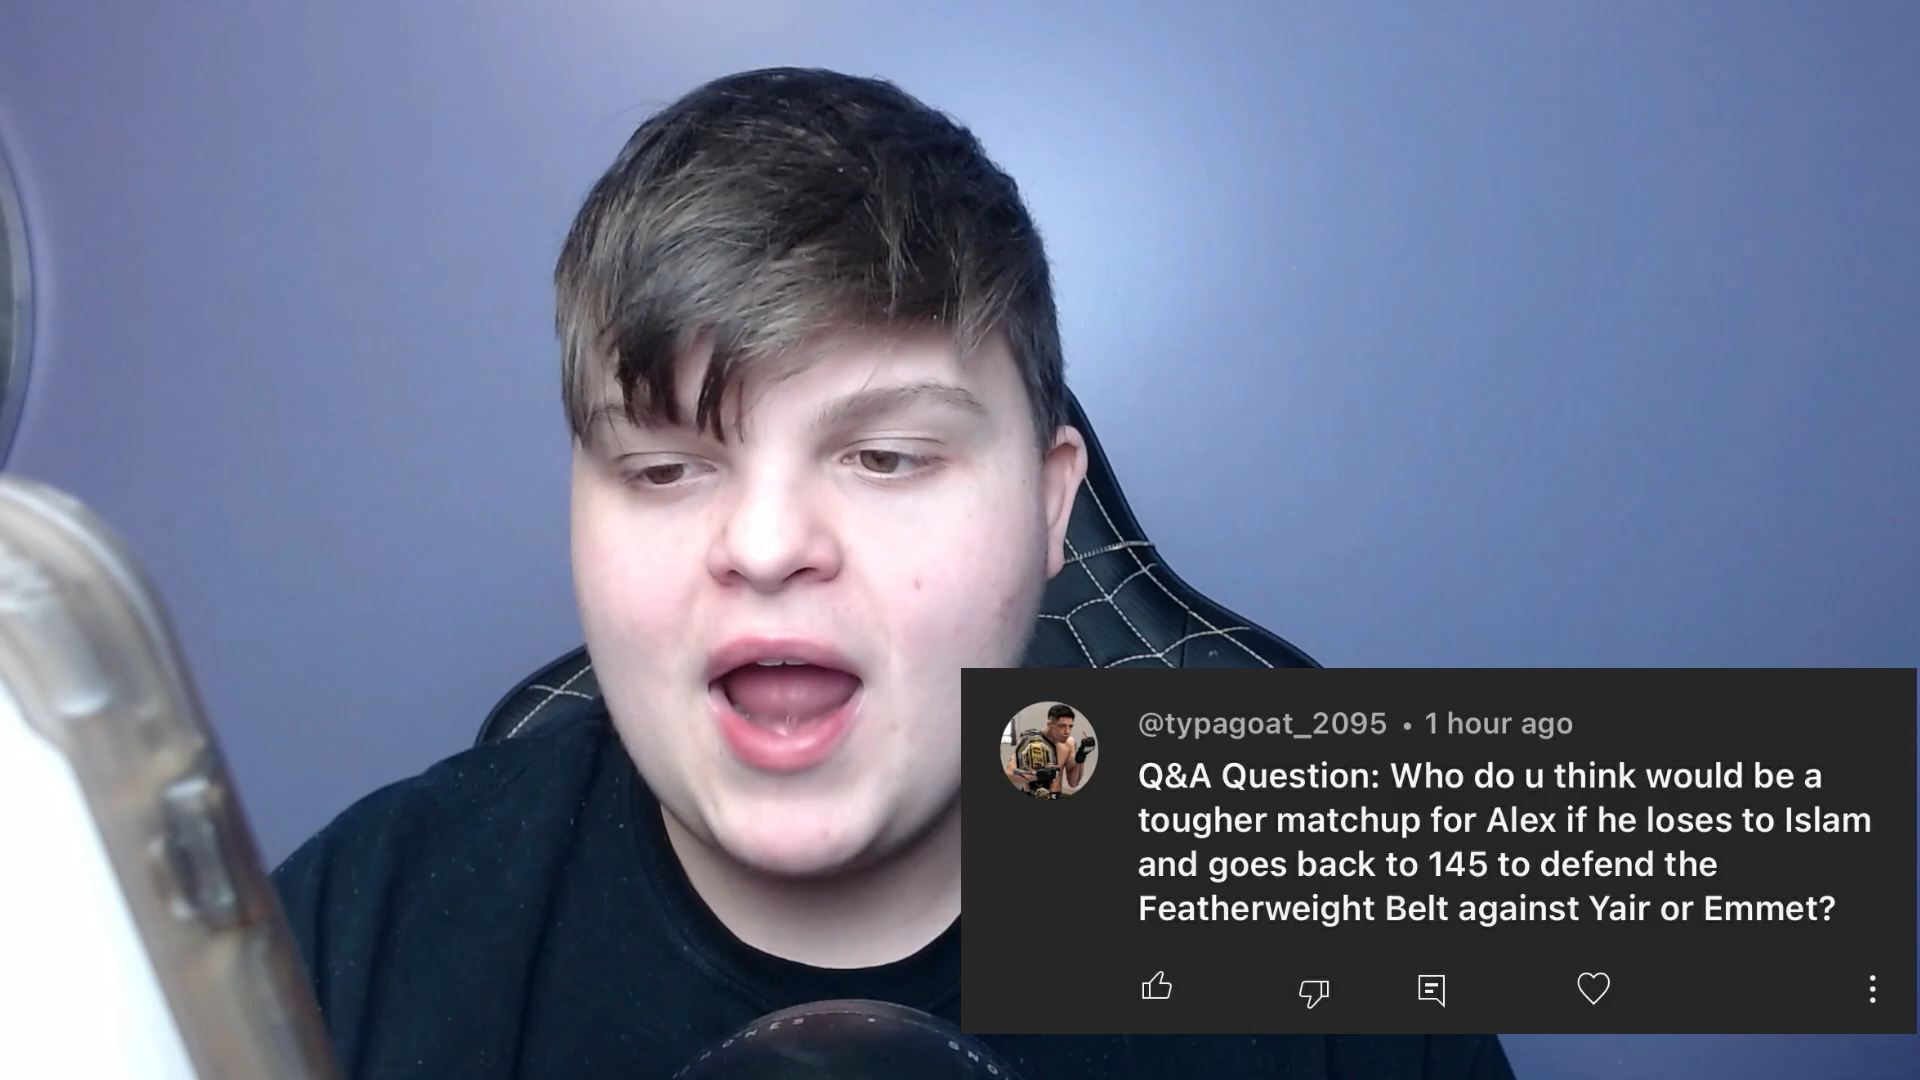 @typagoat_2095 • 1 hour ago
Q&A Question: Who do u think would be a
tougher matchup for Alex if he loses to Islam
and goes back to 145 to defend the
Featherweight Belt against Yair or Emmet?